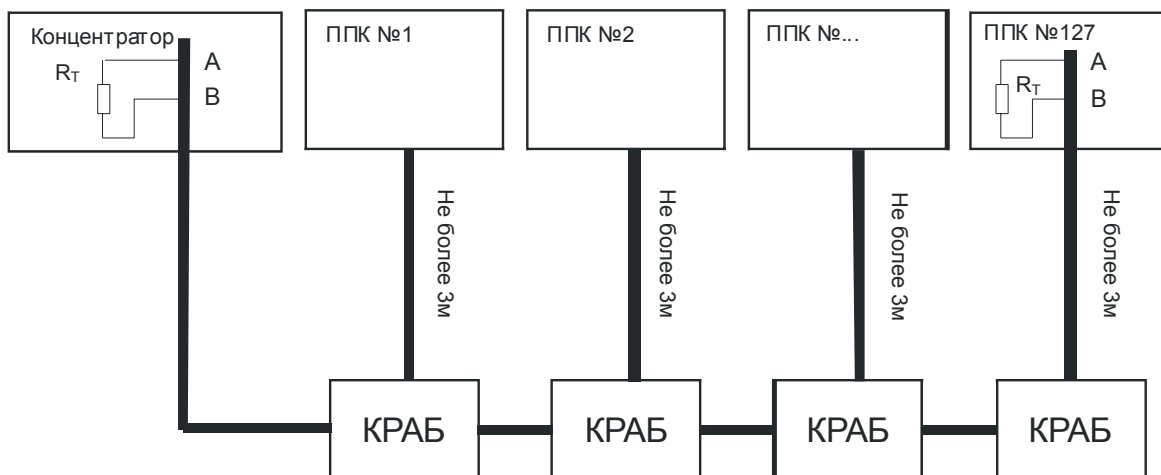 Концентратор
RT
A
B
ППК №1
ППК №2
ППК №...
ППК №127
RT
A
B
Не более 3м
Не более 3м
Не более 3м
Не более 3м
КРАБ
КРАБ
КРАБ
КРАБ